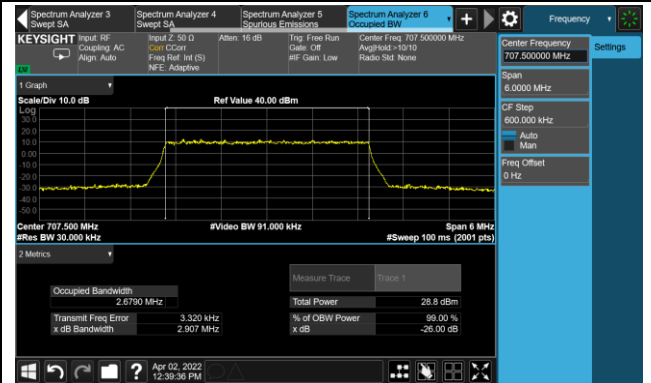 Spectrum Analyzer 3
Swept SA
Spectrum Analyzer 4
Swept SA
Spectrum Analyzer 5
Spurious Emissions
Spectrum Analyzer 6
Occupied BW
Frequency
KEYSIGHT
Input: RF
Coupling: AC
Align: Auto
Input Z: 50 Ω
Corr CCorr
Freq Ref: Int (S)
NFE: Adaptive
Atten: 16 dB
Trig: Free Run
Gate: Off
#IF Gain: Low
Center Freq: 707.500000 MHz
Avg|Hold:>10/10
Radio Std: None
Center Frequency
707.500000 MHz
Settings
Span
6.0000 MHz
CF Step
600.000 kHz
Auto
Man
Freq Offset
0 Hz
1 Graph
Scale/Div 10.0 dB
Ref Value 40.00 dBm
Log
30.0
20.0
10.0
0.00
-10.0
-20.0
-30.0
-40.0
-50.0
Center 707.500 MHz
#Video BW 91.000 kHz
Span 6 MHz
#Res BW 30.000 kHz
#Sweep 100 ms (2001 pts)
2 Metrics
Measure Trace
Trace 1
Occupied Bandwidth
2.6790 MHz
Total Power
28.8 dBm
Transmit Freq Error
3.320 kHz
% of OBW Power
99.00 %
x dB Bandwidth
2.907 MHz
x dB
-26.00 dB
Apr 02, 2022
12:39:36 PM